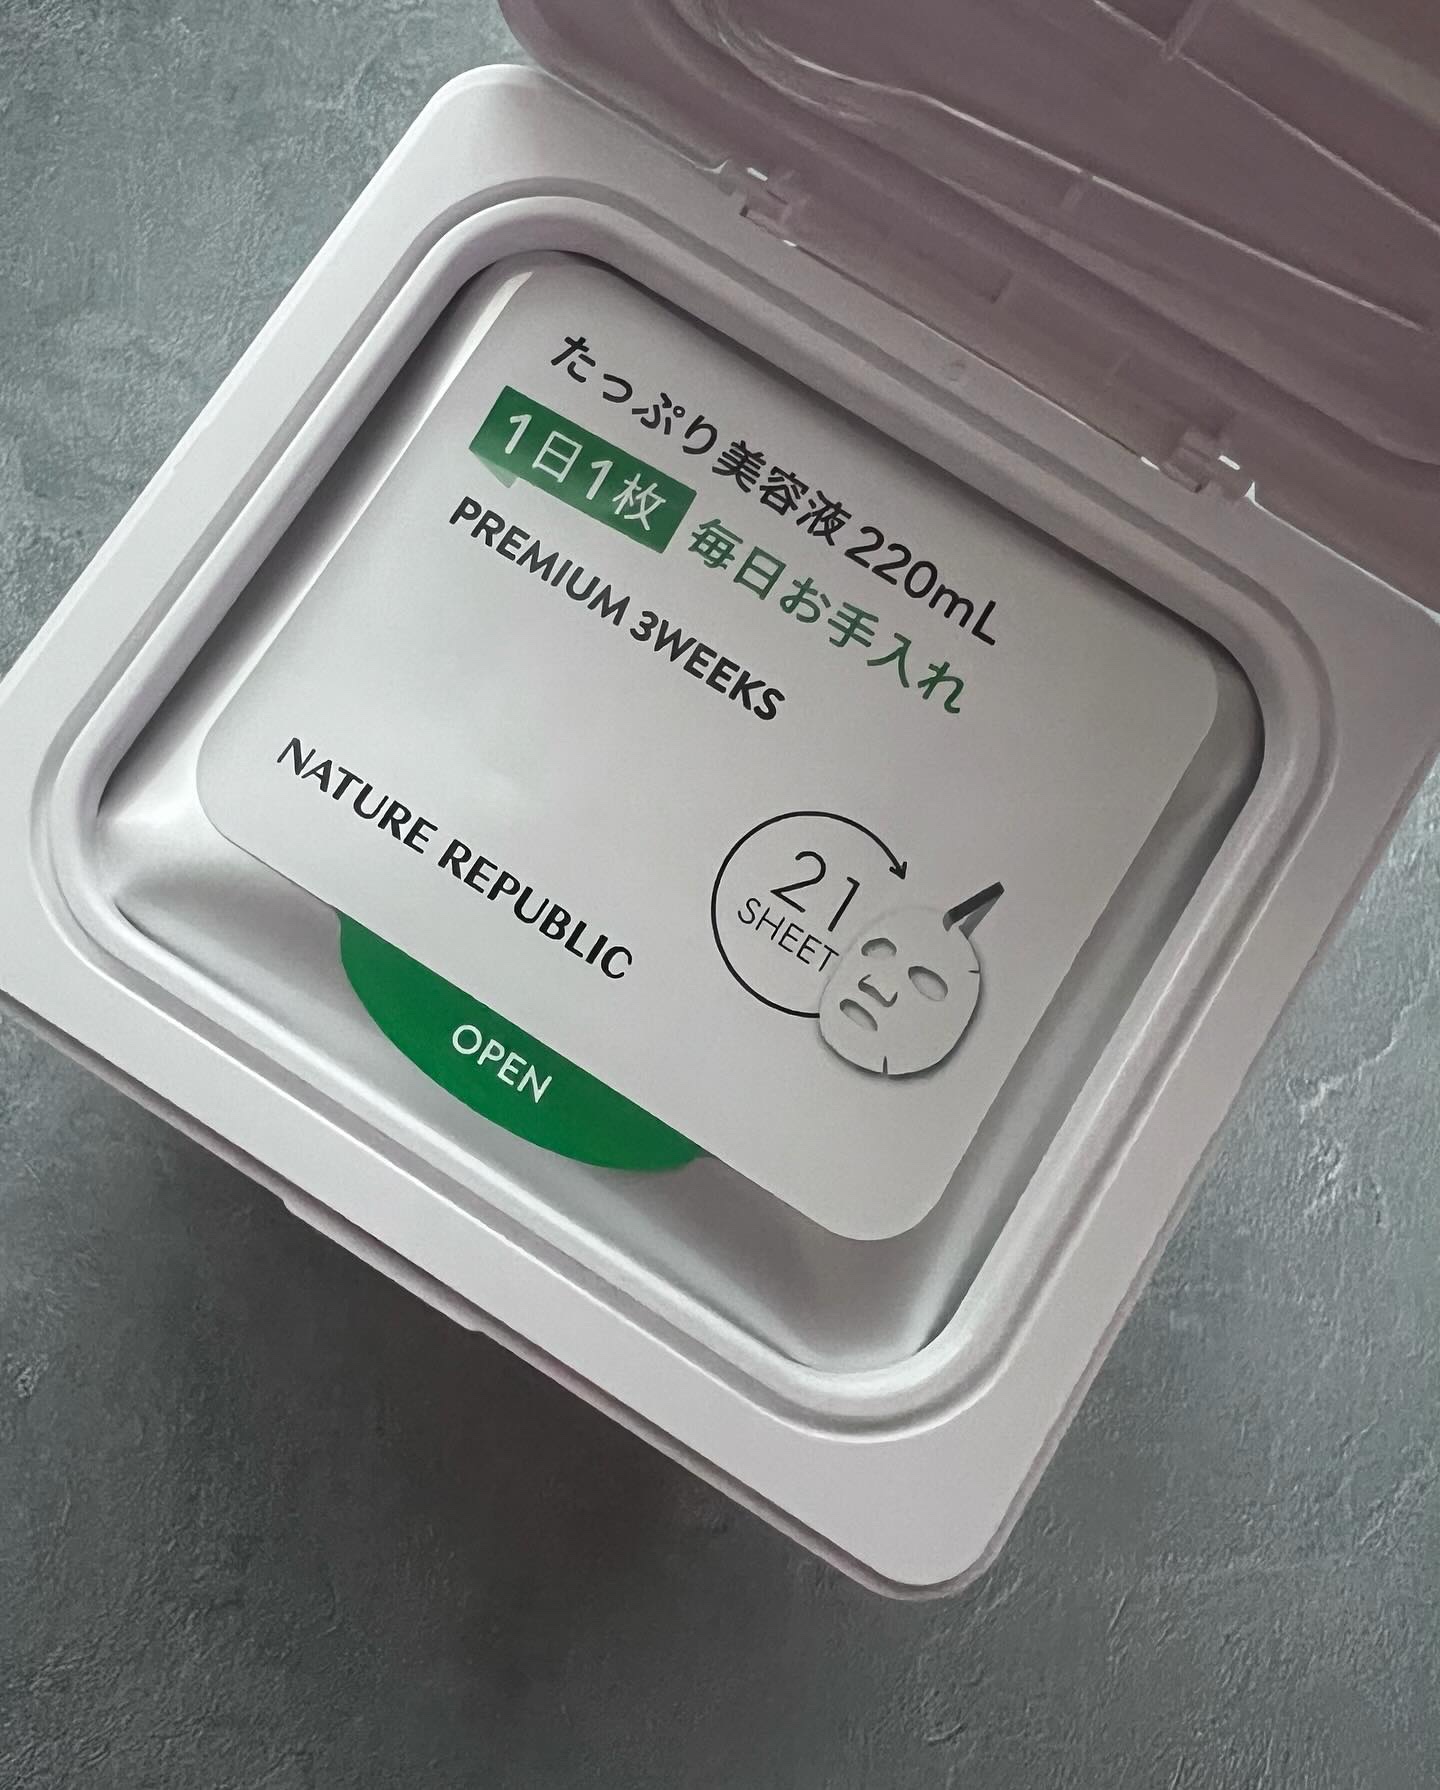 たっぷり美容液 220mL
1日1枚 毎日お手入れ
PREMIUM 3WEEKS
NATURE REPUBLIC
21
SHEET
OPEN